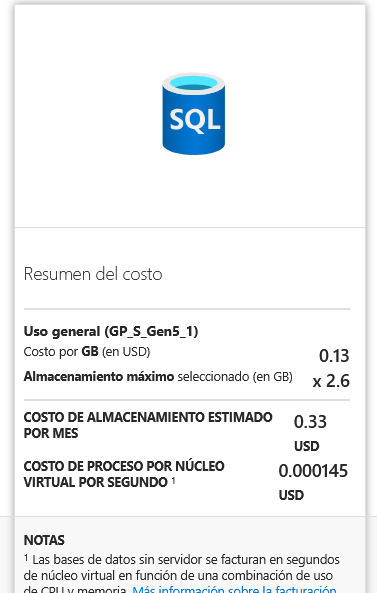 SQL
Resumen del costo
Uso general (GP_S_Gen5_1)
Costo por GB (en USD) 0.13
Almacenamiento máximo seleccionado (en GB) x 2.6
COSTO DE ALMACENAMIENTO ESTIMADO 0.33
POR MES USD
COSTO DE PROCESO POR NÚCLEO 0.000145
VIRTUAL POR SEGUNDO ¹ USD
NOTAS
¹ Las bases de datos sin servidor se facturan en segundos
de núcleo virtual en función de una combinación de uso
de CPU y memoria. Más información sobre la facturación